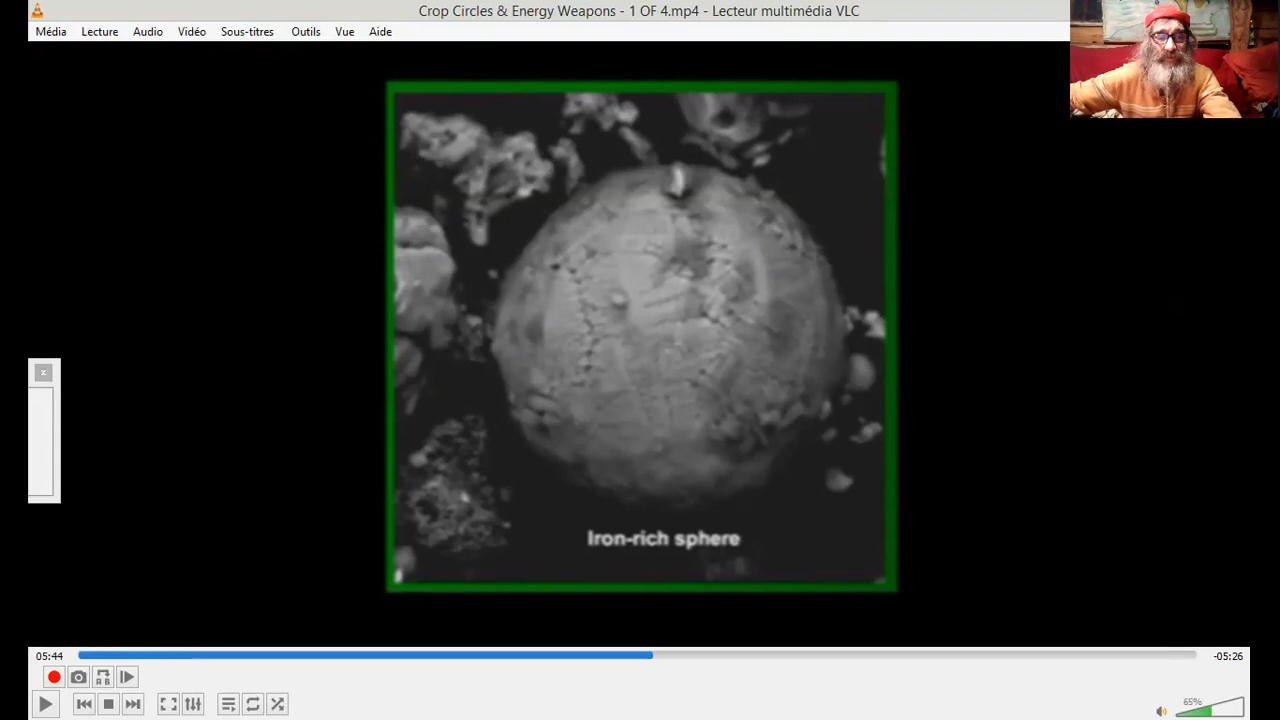 Crop Circles & Energy Weapons - 1 OF 4.mp4 - Lecteur multimédia VLC
Média Lecture Audio Vidéo Sous-titres Outils Vue Aide
x
Iron-rich sphere
05:44
-05:26
A B
65%